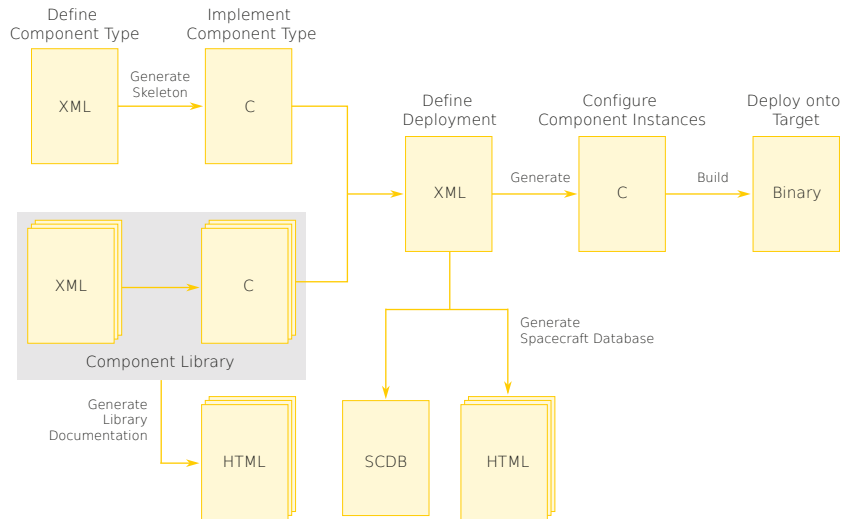 Define
Component Type
Implement
Component Type
XML
Generate
Skeleton
C
Define
Deployment
Configure
Component Instances
Deploy onto
Target
XML
Generate
C
Build
Binary
XML
C
Component Library
Generate
Library
Documentation
HTML
Generate
Spacecraft Database
SCDB
HTML